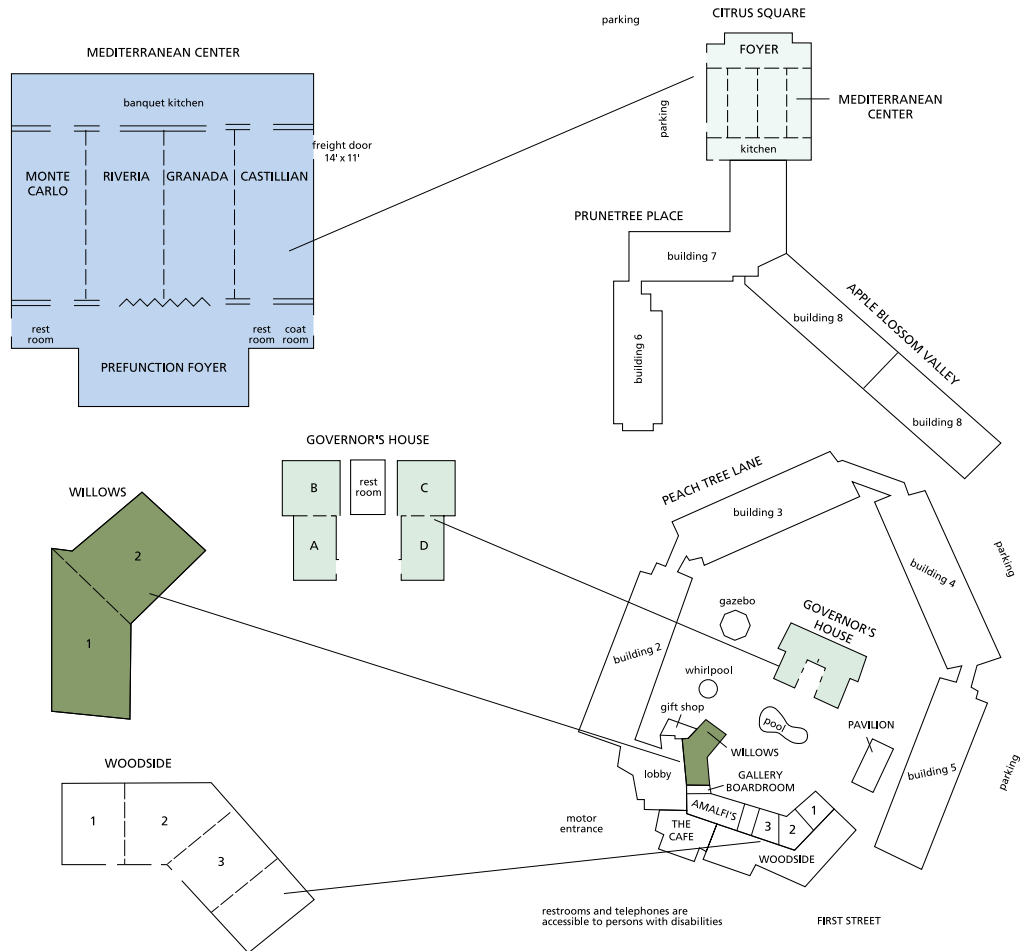 CITRUS SQUARE
parking
FOYER
MEDITERRANEAN
CENTER
parking
kitchen
MEDITERRANEAN CENTER
banquet kitchen
freight door
14' x 11'
MONTE
CARLO
RIVERIA
GRANADA
CASTILLIAN
rest
room
rest
room
coat
room
PREFUNCTION FOYER
PRUNETREE PLACE
building 7
building 6
building 8
APPLE BLOSSOM VALLEY
building 8
GOVERNOR'S HOUSE
B
rest
room
C
A
D
WILLOWS
2
1
PEACH TREE LANE
building 3
building 4
parking
gazebo
GOVERNOR'S
HOUSE
building 2
whirlpool
gift shop
pool
PAVILION
WILLOWS
lobby
GALLERY
BOARDROOM
building 5
parking
AMALFI'S
3
2
1
THE
CAFE
motor
entrance
WOODSIDE
WOODSIDE
1
2
3
restrooms and telephones are
accessible to persons with disabilities
FIRST STREET